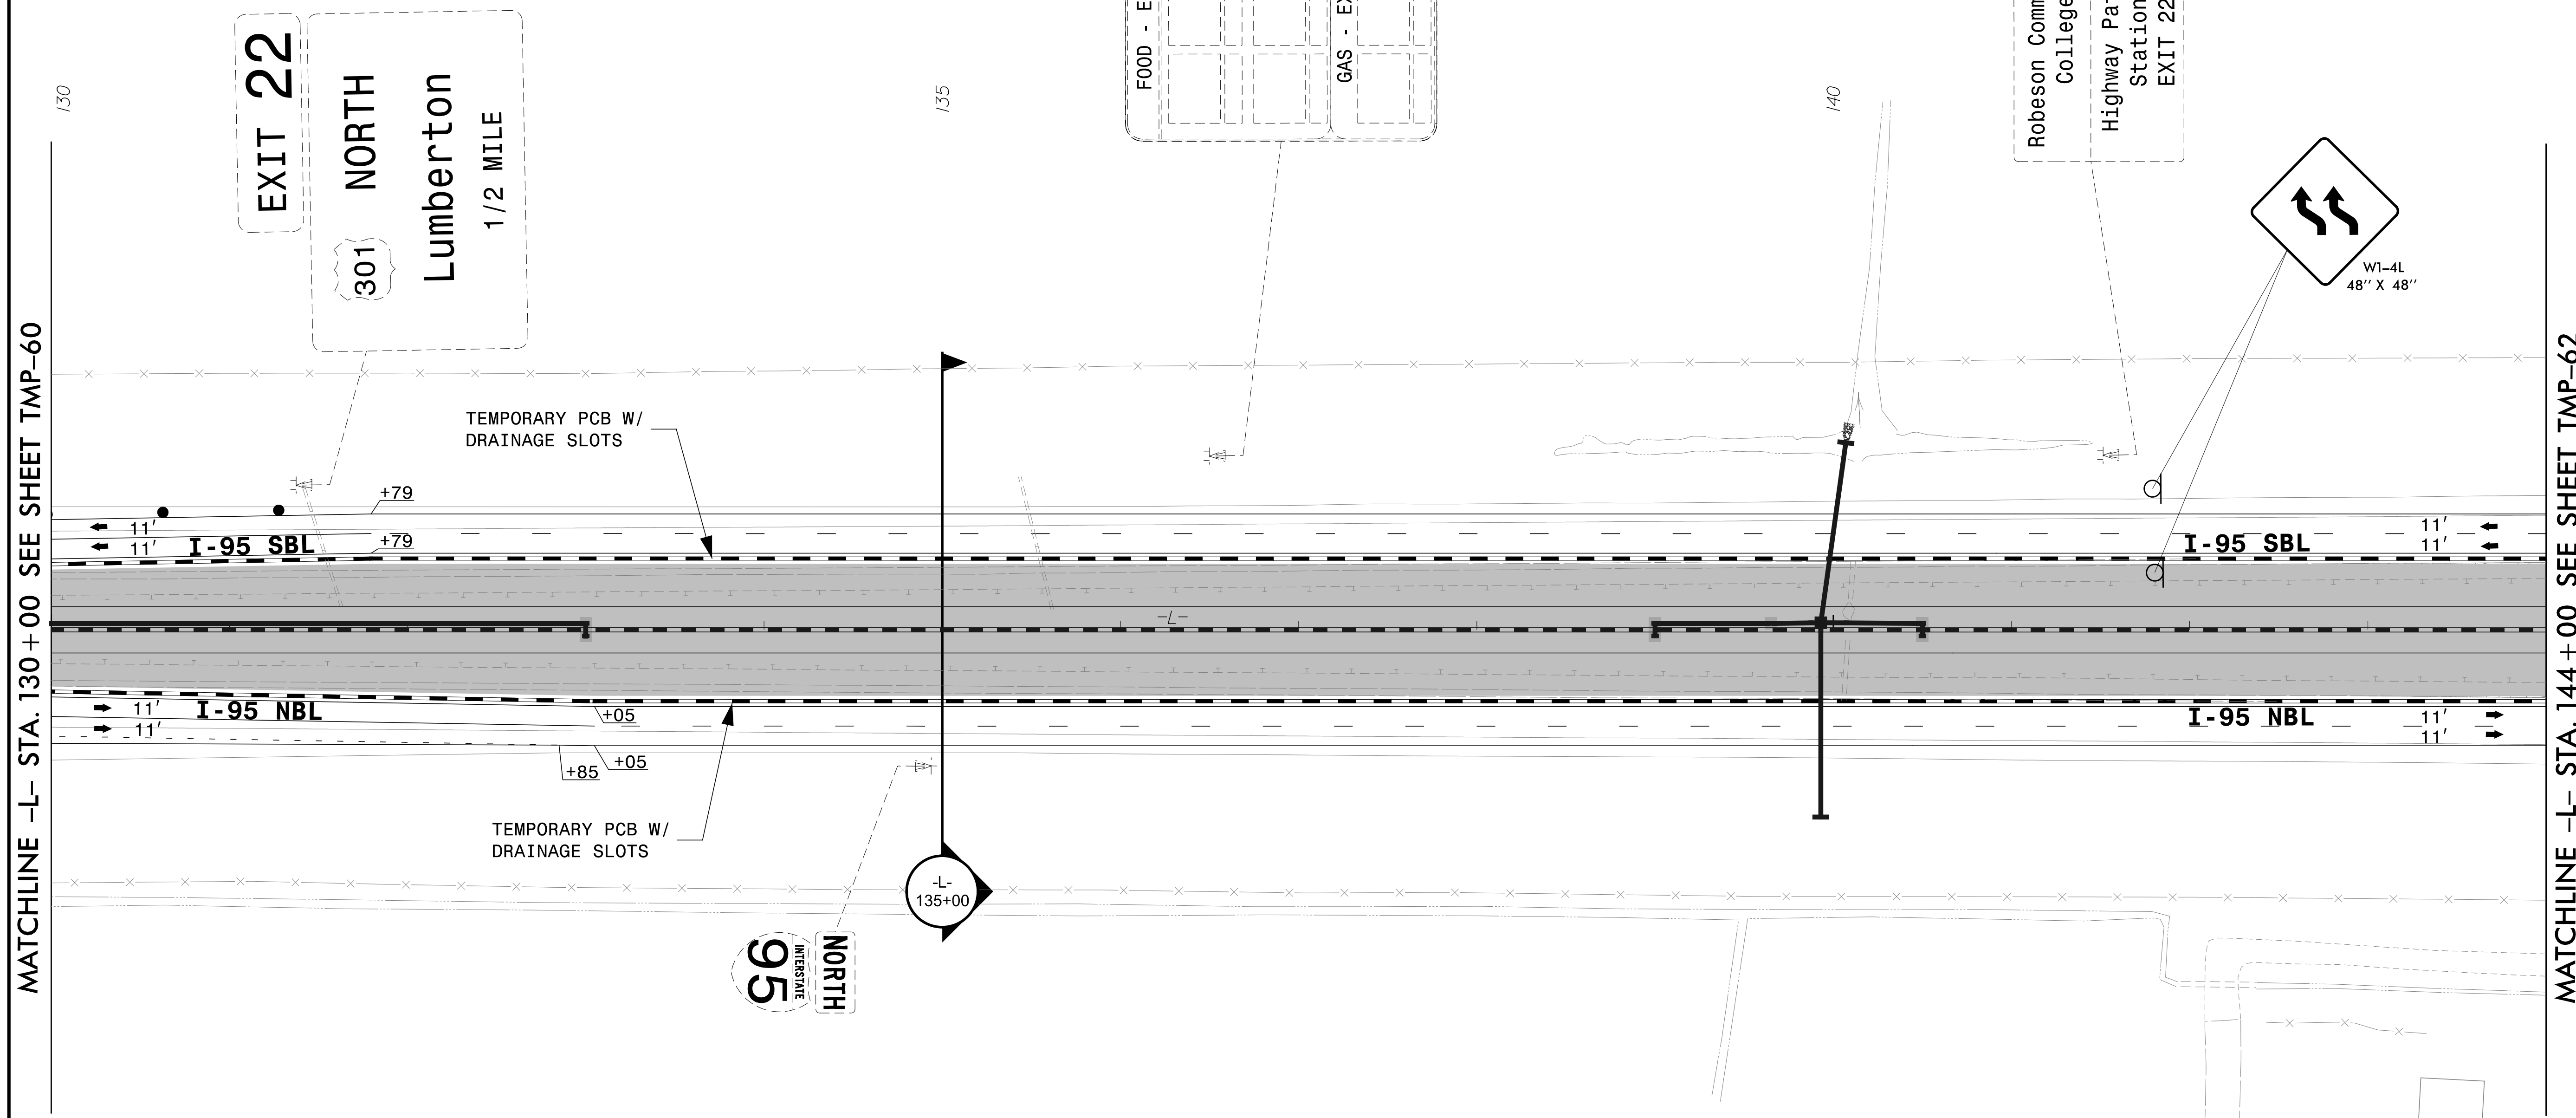 MATCHLINE -L- STA. 130+00 SEE SHEET TMP-60
130
135
140
EXIT 22
301 NORTH
Lumberton
1/2 MILE
FOOD -
GAS -
Robeson
College
Highway
Station
EXIT 22
W1-4L
48'' X 48''
TEMPORARY PCB W/
DRAINAGE SLOTS
+79
+79
11'
11'
I-95 SBL
I-95 SBL
11'
11'
-L-
11'
11'
I-95 NBL
+05
+05
+85
I-95 NBL
11'
11'
TEMPORARY PCB W/
DRAINAGE SLOTS
-L-
135+00
NORTH
INTERSTATE
95
MATCHLINE -L- STA. 144+00 SEE SHEET TMP-62